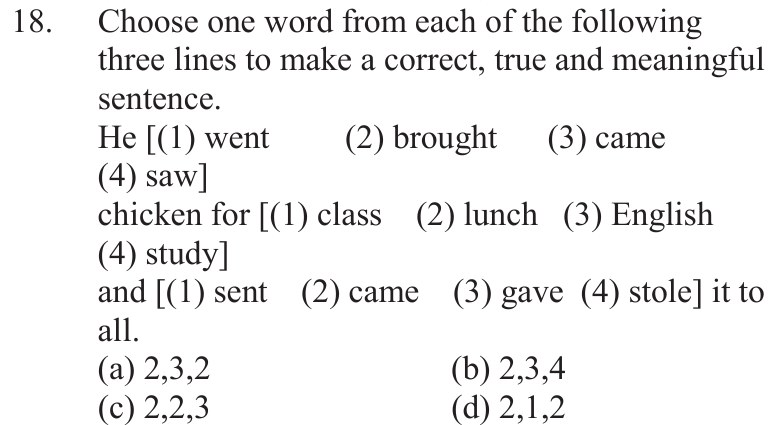 18. Choose one word from each of the following
three lines to make a correct, true and meaningful
sentence.
He [(1) went (2) brought (3) came
(4) saw]
chicken for [(1) class (2) lunch (3) English
(4) study]
and [(1) sent (2) came (3) gave (4) stole] it to
all.
(a) 2,3,2 (b) 2,3,4
(c) 2,2,3 (d) 2,1,2